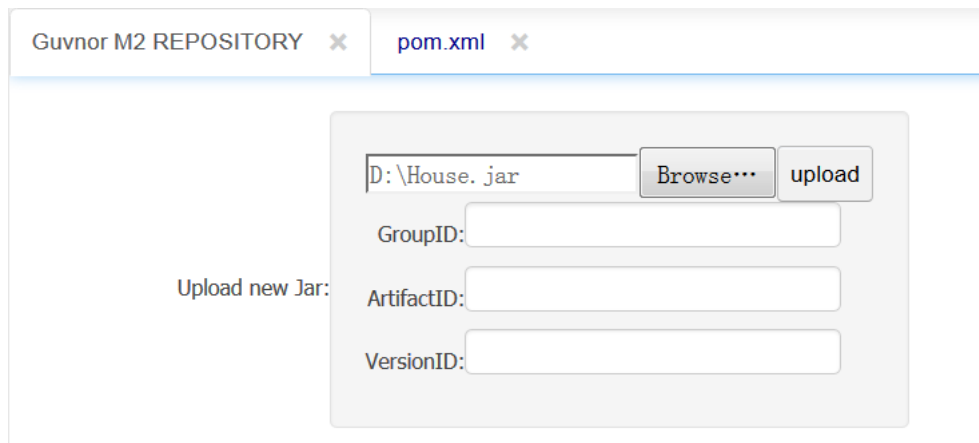 Guvnor M2 REPOSITORY × pom.xml ×
D:\House.jar Browse… upload
GroupID:
Upload new Jar:
ArtifactID:
VersionID: